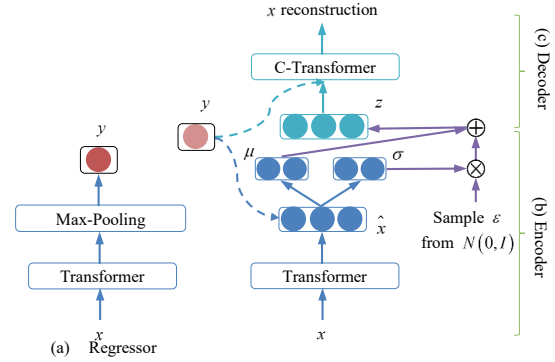 x reconstruction
C-Transformer
(c) Decoder
y
z
y
μ
σ
+
×
Max-Pooling
x̂
Sample ε
from N(0,I)
(b) Encoder
Transformer
Transformer
x
x
(a) Regressor